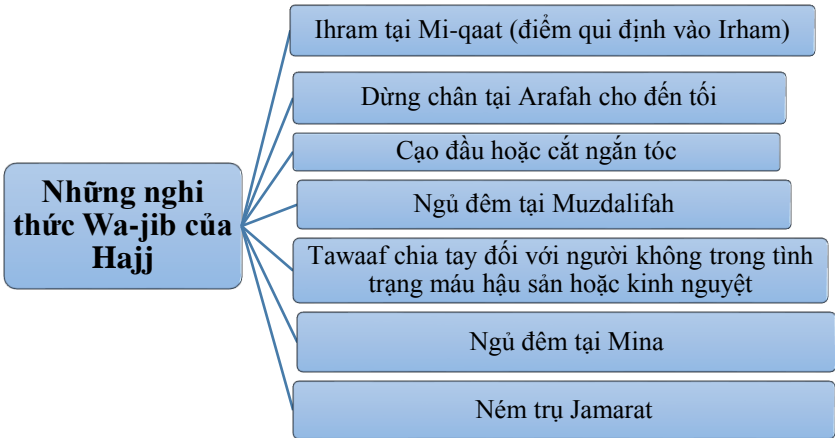 Những nghi
thức Wa-jib của
Hajj
Ihram tại Mi-qaat (điểm qui định vào Irham)
Dừng chân tại Arafah cho đến tối
Cạo đầu hoặc cắt ngắn tóc
Ngủ đêm tại Muzdalifah
Tawaaf chia tay đối với người không trong tình
trạng máu hậu sản hoặc kinh nguyệt
Ngủ đêm tại Mina
Ném trụ Jamarat